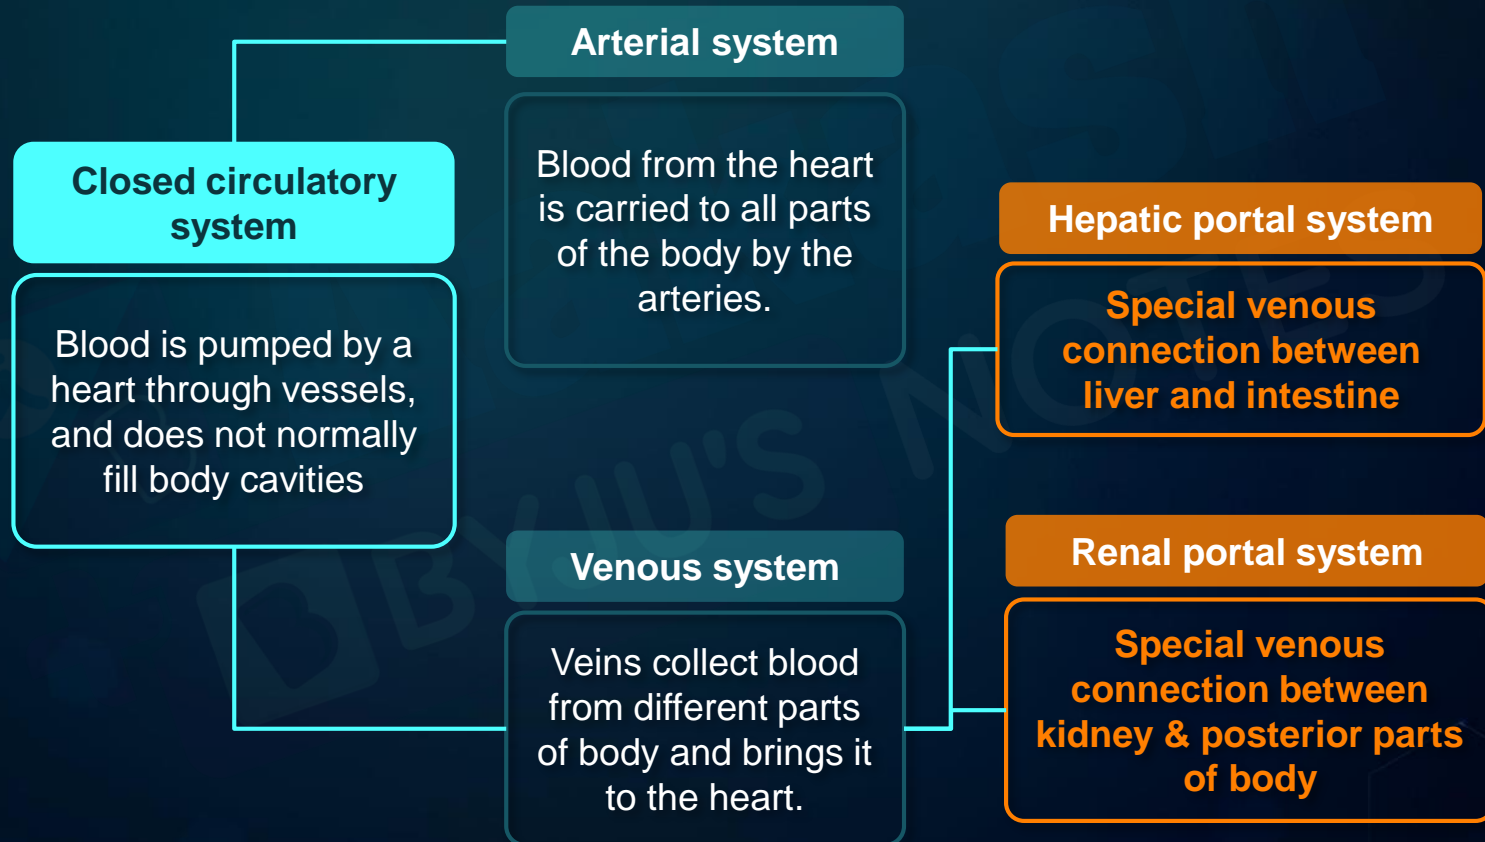 Arterial system
Blood from the heart
is carried to all parts
of the body by the
arteries.
Closed circulatory
system
Blood is pumped by a
heart through vessels,
and does not normally
fill body cavities
Hepatic portal system
Special venous
connection between
liver and intestine
Venous system
Veins collect blood
from different parts
of body and brings it
to the heart.
Renal portal system
Special venous
connection between
kidney & posterior parts
of body
BYJU'S NOTES